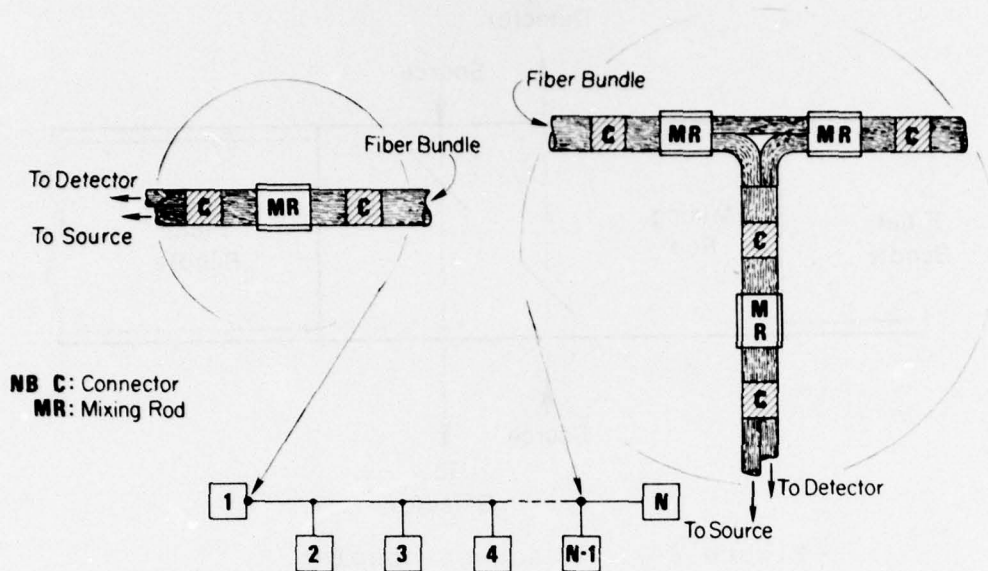 Fiber Bundle
C
MR
MR
C
Fiber Bundle
To Detector
C
MR
C
To Source
C
M
R
NB C: Connector
MR: Mixing Rod
C
To Detector
To Source
1
N
2
3
4
N-1